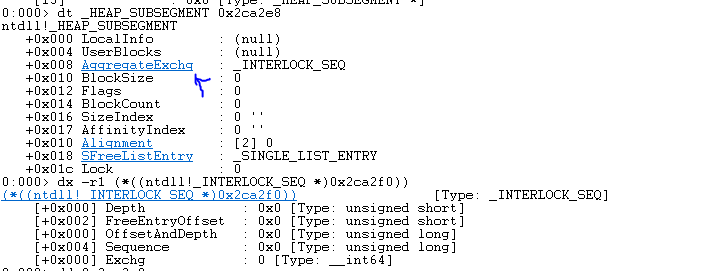 [15] : 0x0 [Type: _HEAP_SUBSEGMENT *]
0:000> dt _HEAP_SUBSEGMENT 0x2ca2e8
ntdll!_HEAP_SUBSEGMENT
+0x000 LocalInfo : (null)
+0x004 UserBlocks : (null)
+0x008 AggregateExchg : _INTERLOCK_SEQ
+0x010 BlockSize : 0
+0x012 Flags : 0
+0x014 BlockCount : 0
+0x016 SizeIndex : 0 ''
+0x017 AffinityIndex : 0 ''
+0x010 Alignment : [2] 0
+0x018 SFreeListEntry : _SINGLE_LIST_ENTRY
+0x01c Lock : 0
0:000> dx -r1 (*((ntdll!_INTERLOCK_SEQ *)0x2ca2f0))
(*((ntdll!_INTERLOCK_SEQ *)0x2ca2f0)) [Type: _INTERLOCK_SEQ]
[+0x000] Depth : 0x0 [Type: unsigned short]
[+0x002] FreeEntryOffset : 0x0 [Type: unsigned short]
[+0x000] OffsetAndDepth : 0x0 [Type: unsigned long]
[+0x004] Sequence : 0x0 [Type: unsigned long]
[+0x000] Exchg : 0 [Type: __int64]